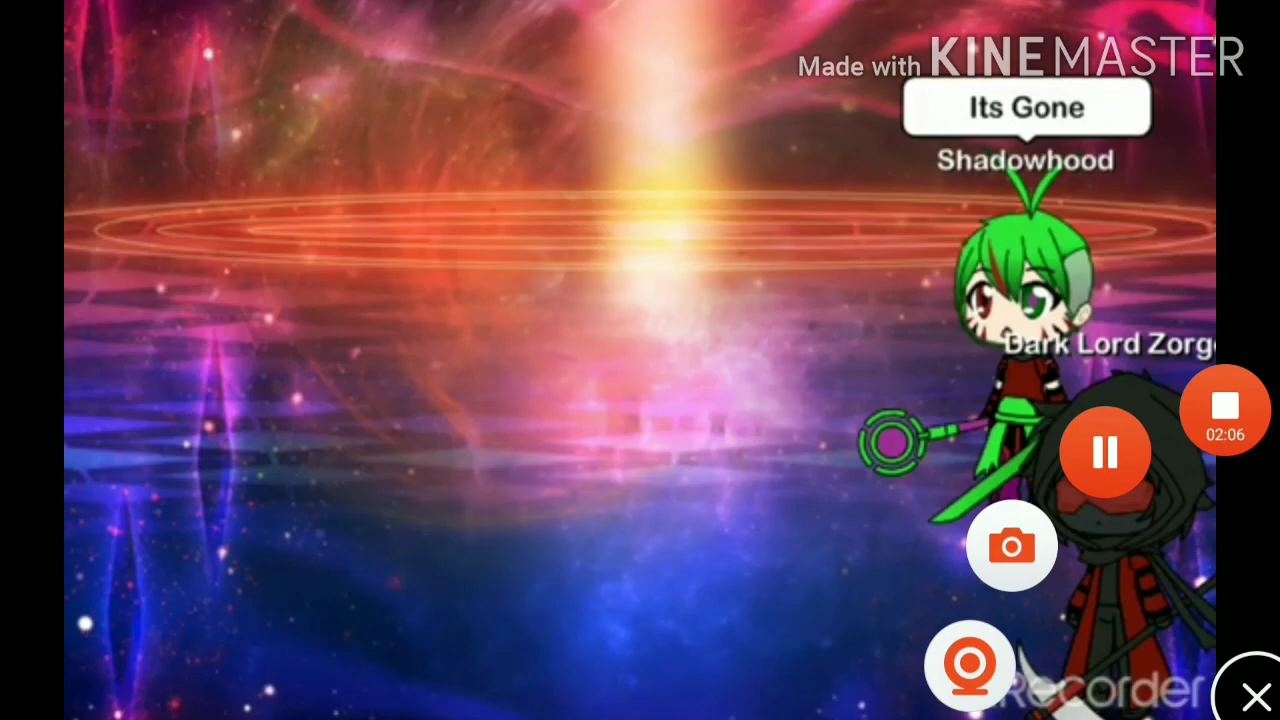 Made with KINEMASTER
Its Gone
Shadowhood
Dark Lord Zorg
02:06
Recorder